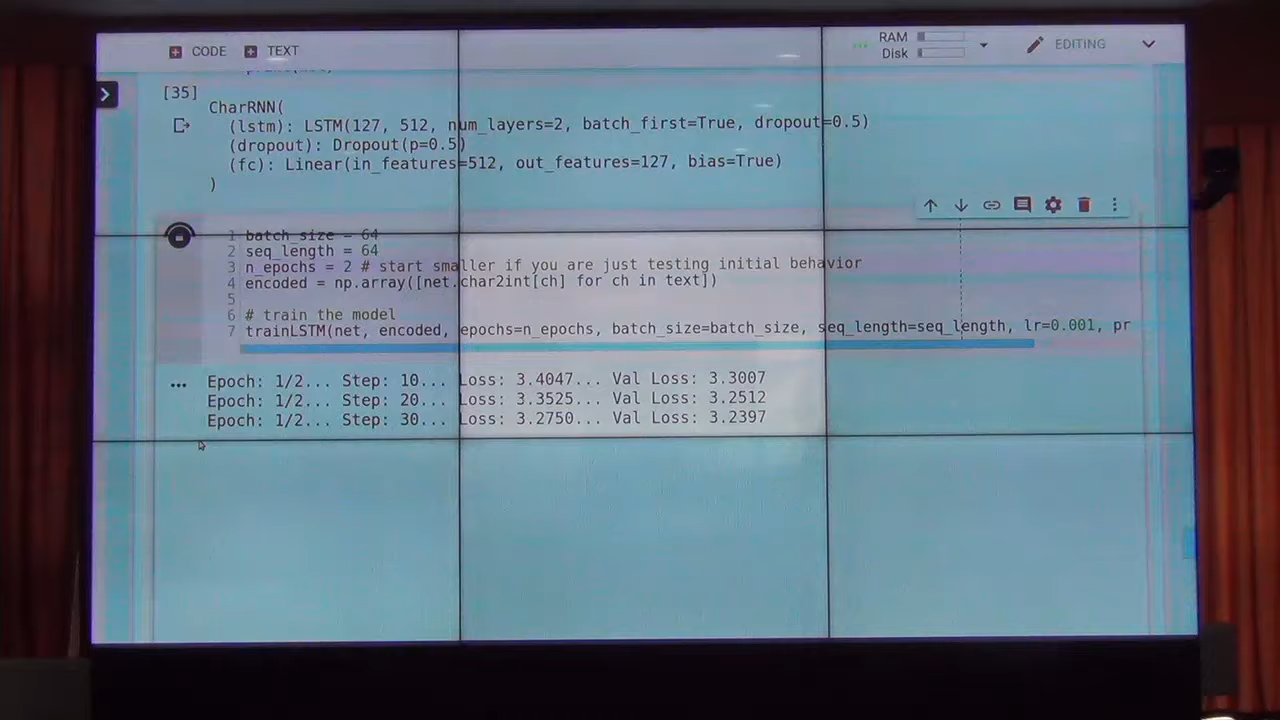 CODE TEXT
RAM
Disk
EDITING
[35]
CharRNN(
(lstm): LSTM(127, 512, num_layers=2, batch_first=True, dropout=0.5)
(dropout): Dropout(p=0.5)
(fc): Linear(in_features=512, out_features=127, bias=True)
)
1 batch_size = 64
2 seq_length = 64
3 n_epochs = 2 # start smaller if you are just testing initial behavior
4 encoded = np.array([net.char2int[ch] for ch in text])
5
6 # train the model
7 trainLSTM(net, encoded, epochs=n_epochs, batch_size=batch_size, seq_length=seq_length, lr=0.001, pr
Epoch: 1/2... Step: 10... Loss: 3.4047... Val Loss: 3.3007
Epoch: 1/2... Step: 20... Loss: 3.3525... Val Loss: 3.2512
Epoch: 1/2... Step: 30... Loss: 3.2750... Val Loss: 3.2397